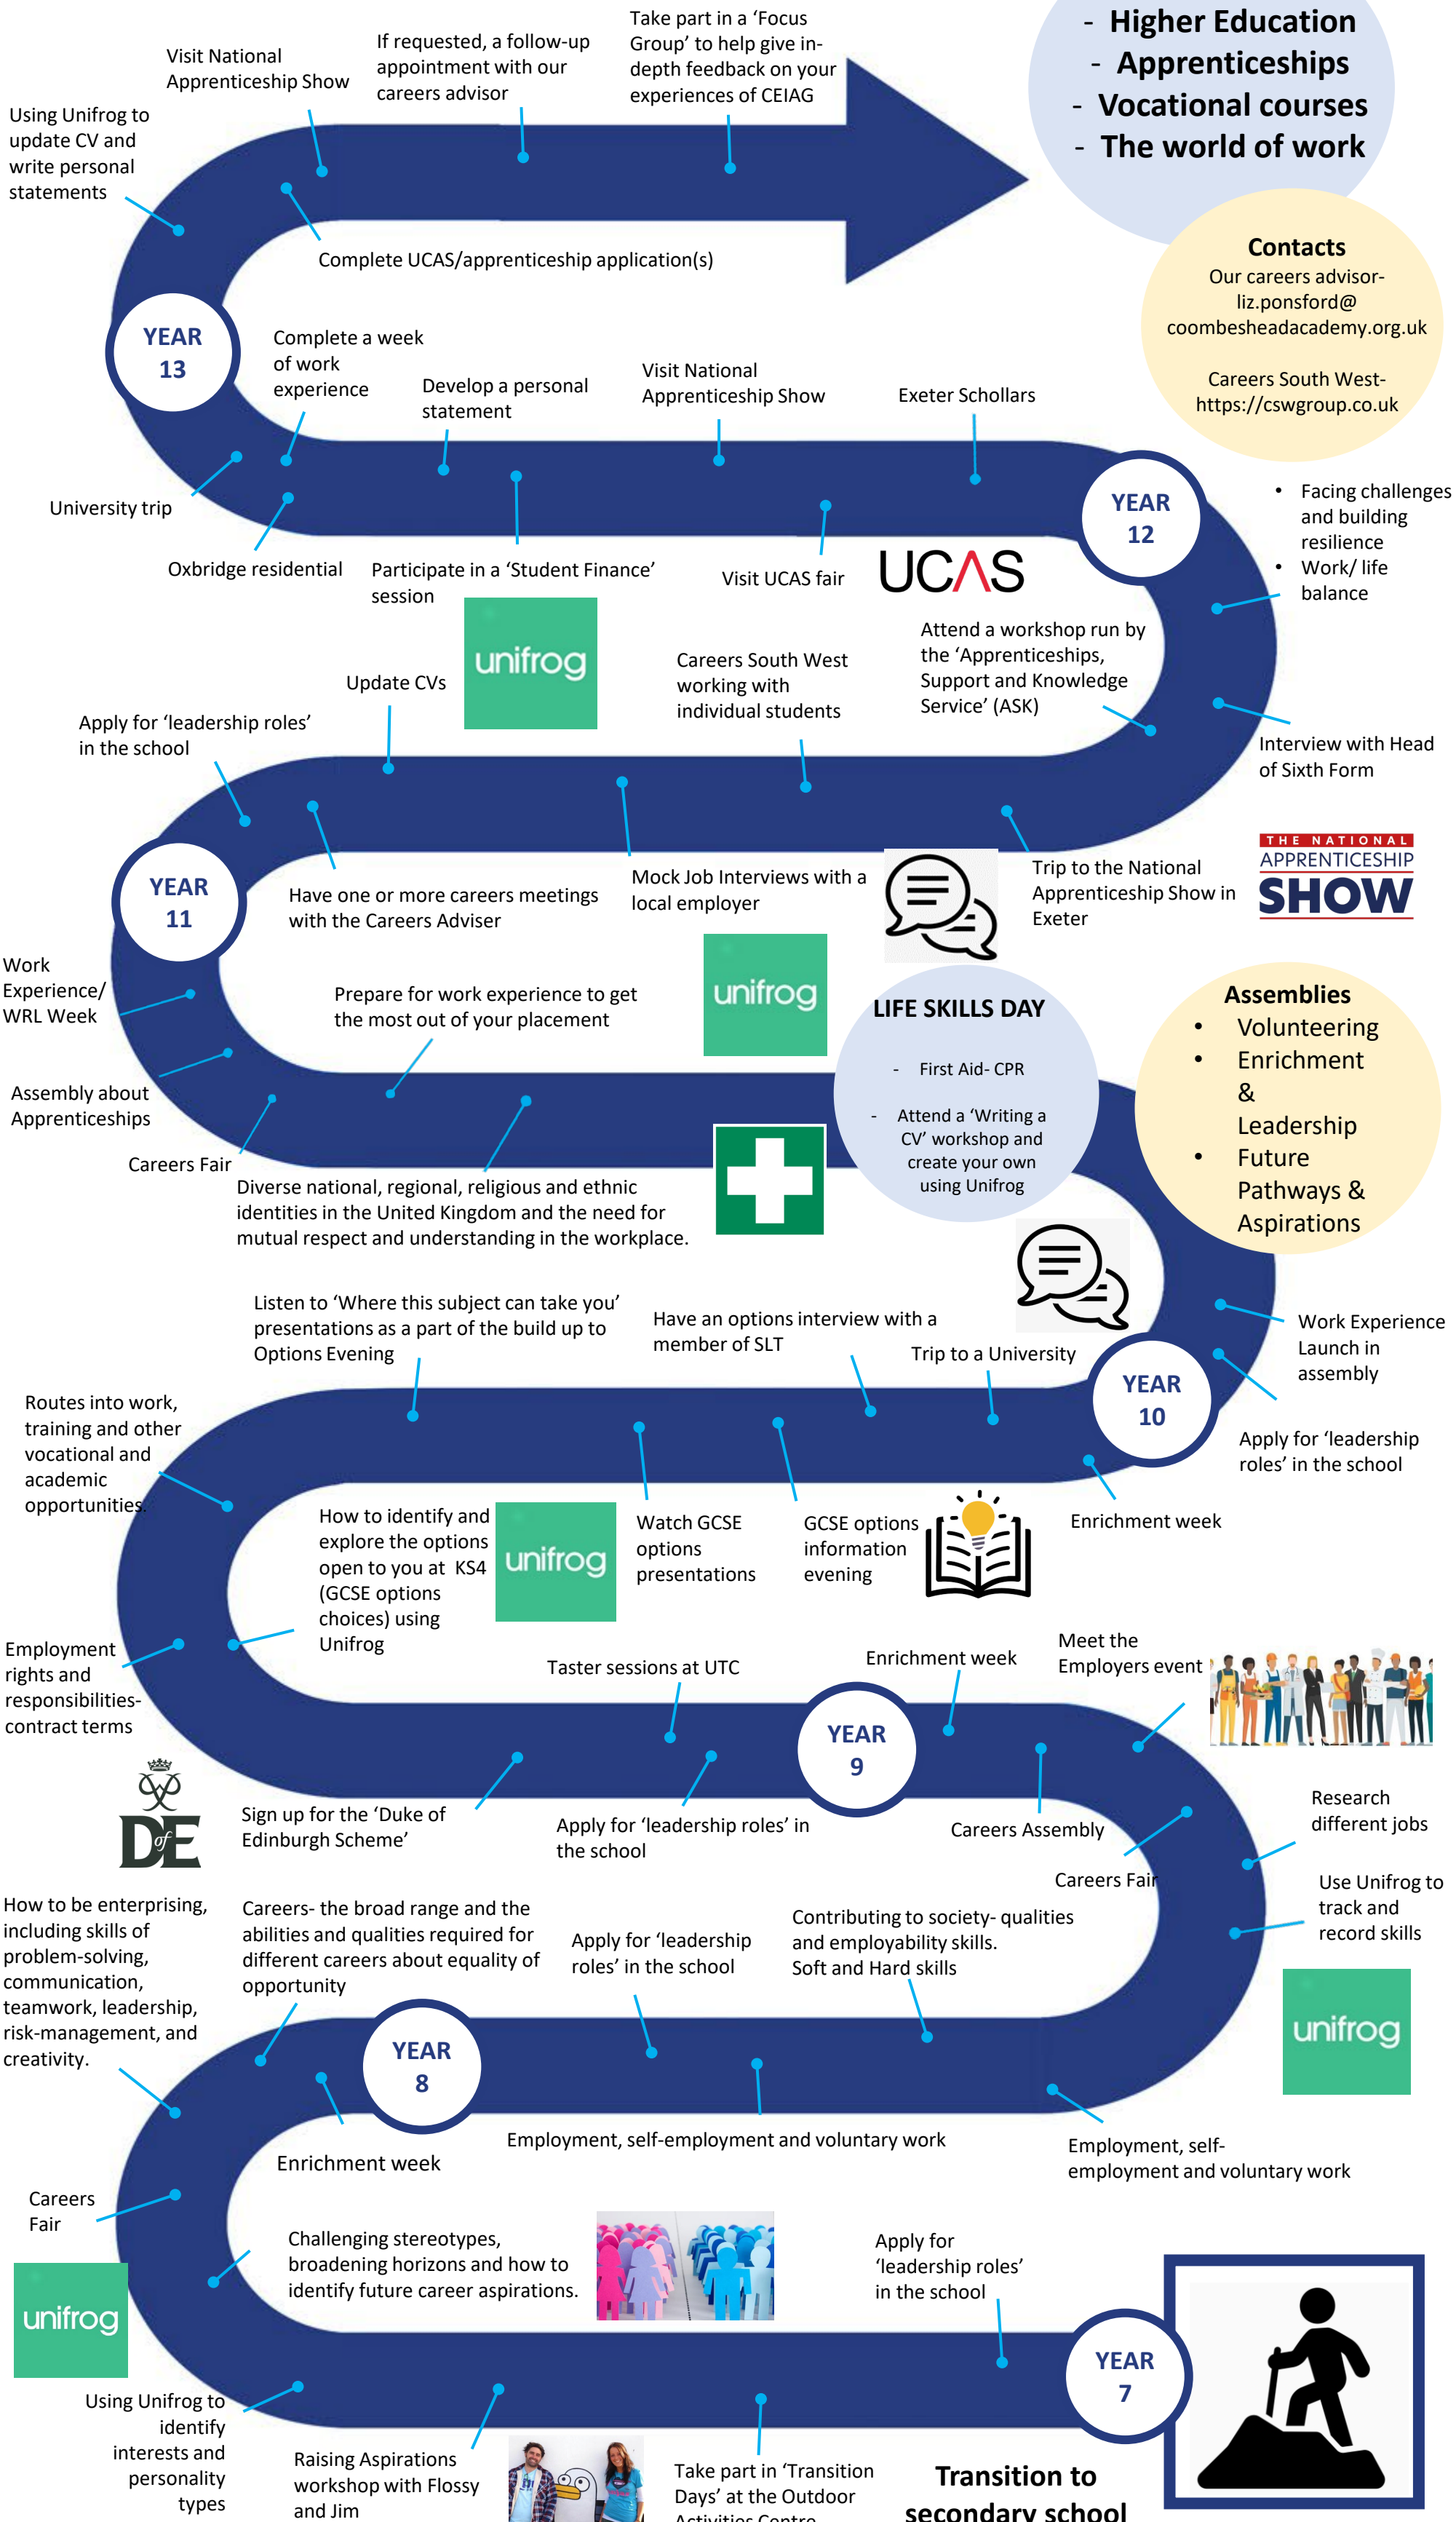 - Higher Education
- Apprenticeships
- Vocational courses
- The world of work
Take part in a ‘Focus
Group’ to help give in-
depth feedback on your
experiences of CEIAG
If requested, a follow-up
appointment with our
careers advisor
Visit National
Apprenticeship Show
Using Unifrog to
update CV and
write personal
statements
Complete UCAS/apprenticeship application(s)
Contacts
Our careers advisor-
liz.ponsford@
coombesheadacademy.org.uk
Careers South West-
https://cswgroup.co.uk
YEAR
13
Complete a week
of work
experience
Develop a personal
statement
Visit National
Apprenticeship Show
Exeter Schollars
University trip
Oxbridge residential
Participate in a ‘Student Finance’
session
Visit UCAS fair
UCAS
YEAR
12
• Facing challenges
and building
resilience
• Work/ life
balance
unifrog
Attend a workshop run by
the ‘Apprenticeships,
Support and Knowledge
Service’ (ASK)
Careers South West
working with
individual students
Update CVs
Apply for ‘leadership roles’
in the school
Interview with Head
of Sixth Form
YEAR
11
Have one or more careers meetings
with the Careers Adviser
Mock Job Interviews with a
local employer
Trip to the National
Apprenticeship Show in
Exeter
THE NATIONAL
APPRENTICESHIP
SHOW
Work
Experience/
WRL Week
Prepare for work experience to get
the most out of your placement
unifrog
LIFE SKILLS DAY
- First Aid- CPR
- Attend a ‘Writing a
CV’ workshop and
create your own
using Unifrog
Assemblies
• Volunteering
• Enrichment
&
Leadership
• Future
Pathways &
Aspirations
Assembly about
Apprenticeships
Careers Fair
Diverse national, regional, religious and ethnic
identities in the United Kingdom and the need for
mutual respect and understanding in the workplace.
Listen to ‘Where this subject can take you’
presentations as a part of the build up to
Options Evening
Have an options interview with a
member of SLT
Trip to a University
YEAR
10
Work Experience
Launch in
assembly
Apply for ‘leadership
roles’ in the school
Routes into work,
training and other
vocational and
academic
opportunities.
How to identify and
explore the options
open to you at KS4
(GCSE options
choices) using
Unifrog
unifrog
Watch GCSE
options
presentations
GCSE options
information
evening
Enrichment week
Employment
rights and
responsibilities-
contract terms
Taster sessions at UTC
YEAR
9
Enrichment week
Meet the
Employers event
DofE
Sign up for the ‘Duke of
Edinburgh Scheme’
Apply for ‘leadership roles’ in
the school
Careers Assembly
Careers Fair
Research
different jobs
Use Unifrog to
track and
record skills
unifrog
How to be enterprising,
including skills of
problem-solving,
communication,
teamwork, leadership,
risk-management, and
creativity.
Careers- the broad range and the
abilities and qualities required for
different careers about equality of
opportunity
Apply for ‘leadership
roles’ in the school
Contributing to society- qualities
and employability skills.
Soft and Hard skills
YEAR
8
Enrichment week
Employment, self-employment and voluntary work
Employment, self-
employment and voluntary work
Careers
Fair
Challenging stereotypes,
broadening horizons and how to
identify future career aspirations.
Apply for
‘leadership roles’
in the school
unifrog
YEAR
7
Using Unifrog to
identify
interests and
personality
types
Raising Aspirations
workshop with Flossy
and Jim
Take part in ‘Transition
Days’ at the Outdoor
Activities Centre
Transition to
secondary school